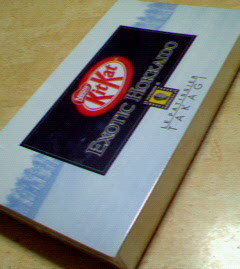 Nestlé
KitKat
EXOTIC HOKKAIDO
LE PATISSIER
TAKAGI